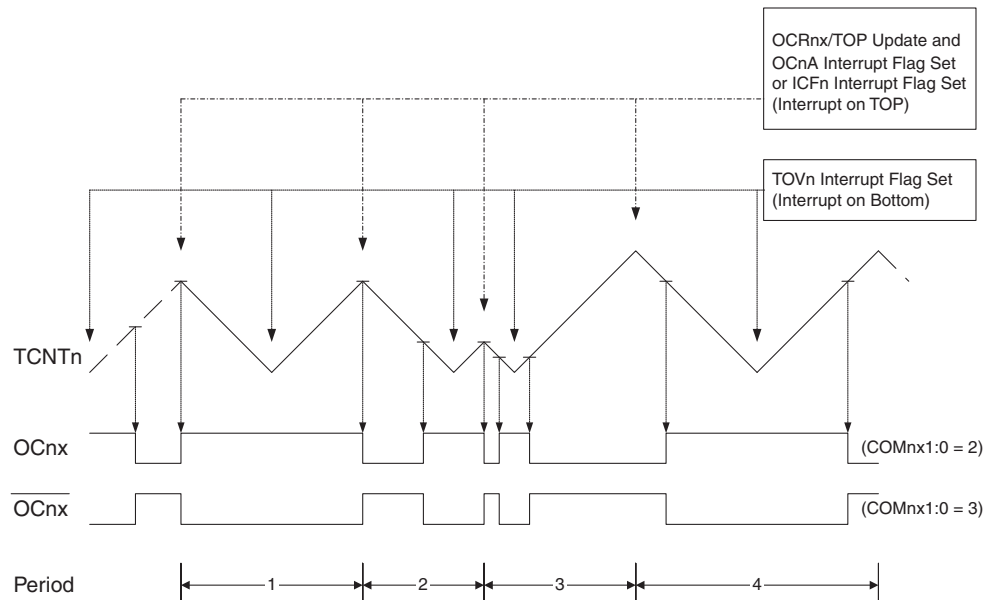 OCRnx/TOP Update and
OCnA Interrupt Flag Set
or ICFn Interrupt Flag Set
(Interrupt on TOP)
TOVn Interrupt Flag Set
(Interrupt on Bottom)
TCNTn
OCnx
(COMnx1:0 = 2)
OCnx
(COMnx1:0 = 3)
Period
1
2
3
4